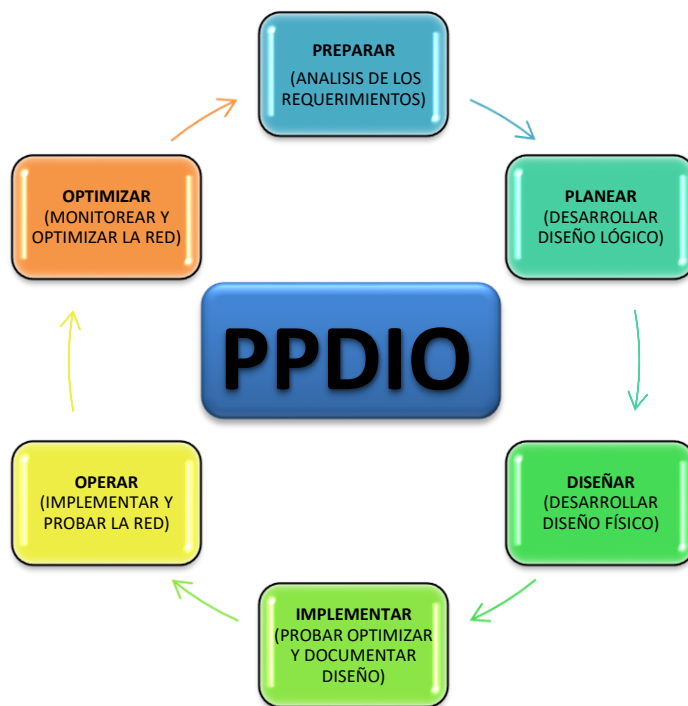 PREPARAR
(ANALISIS DE LOS
REQUERIMIENTOS)
PLANEAR
(DESARROLLAR
DISEÑO LÓGICO)
DISEÑAR
(DESARROLLAR
DISEÑO FÍSICO)
IMPLEMENTAR
(PROBAR OPTIMIZAR
Y DOCUMENTAR
DISEÑO)
OPERAR
(IMPLEMENTAR Y
PROBAR LA RED)
OPTIMIZAR
(MONITOREAR Y
OPTIMIZAR LA RED)
PPDIO